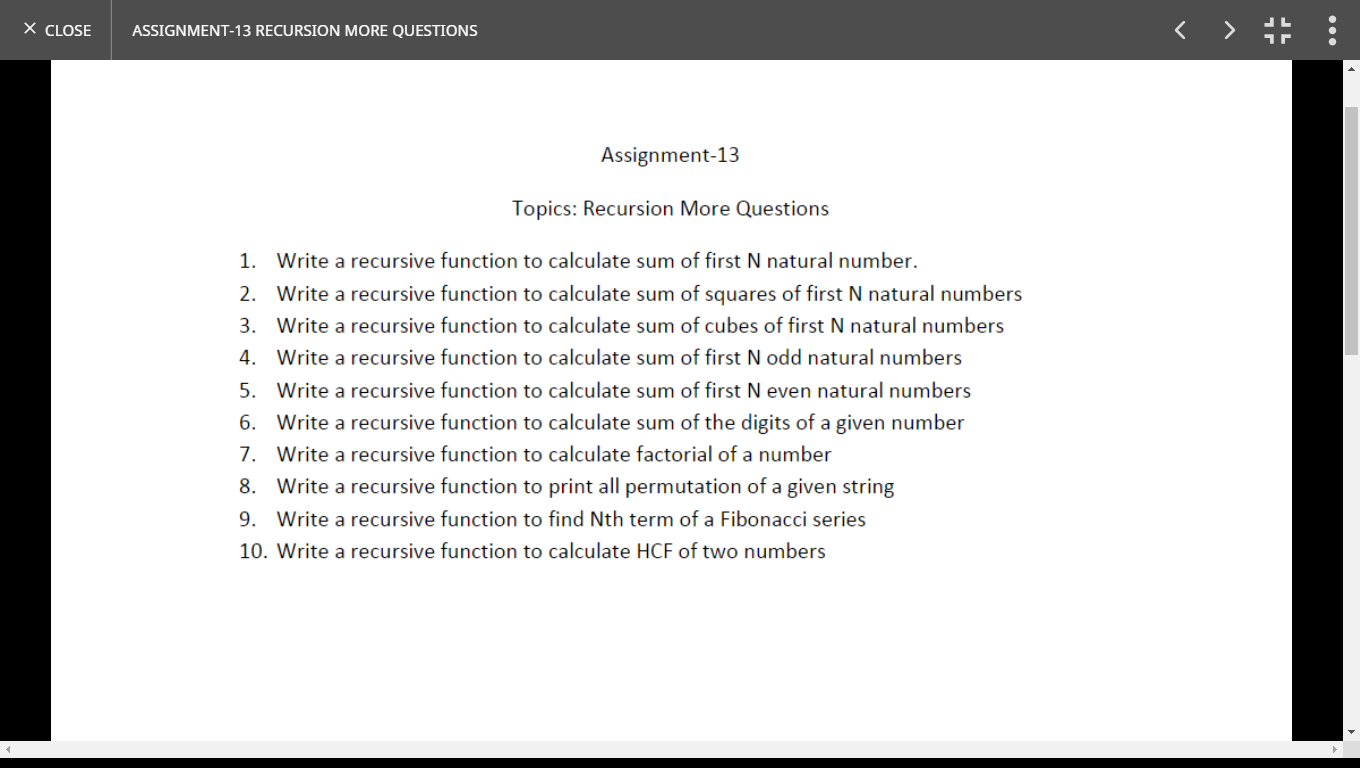 × CLOSE
ASSIGNMENT-13 RECURSION MORE QUESTIONS
Assignment-13
Topics: Recursion More Questions
1. Write a recursive function to calculate sum of first N natural number.
2. Write a recursive function to calculate sum of squares of first N natural numbers
3. Write a recursive function to calculate sum of cubes of first N natural numbers
4. Write a recursive function to calculate sum of first N odd natural numbers
5. Write a recursive function to calculate sum of first N even natural numbers
6. Write a recursive function to calculate sum of the digits of a given number
7. Write a recursive function to calculate factorial of a number
8. Write a recursive function to print all permutation of a given string
9. Write a recursive function to find Nth term of a Fibonacci series
10. Write a recursive function to calculate HCF of two numbers